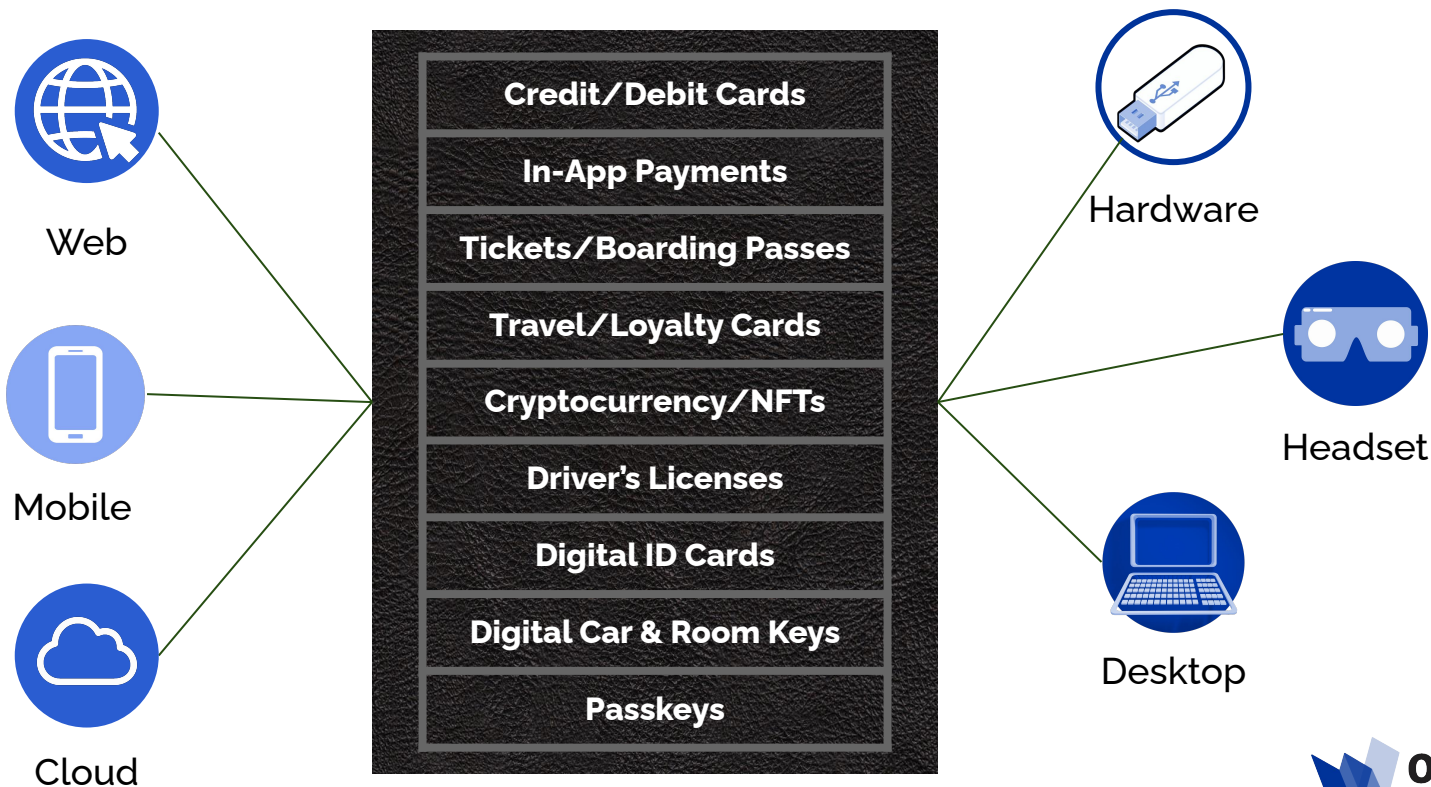 Web
Mobile
Cloud
Credit/Debit Cards
In-App Payments
Tickets/Boarding Passes
Travel/Loyalty Cards
Cryptocurrency/NFTs
Driver’s Licenses
Digital ID Cards
Digital Car & Room Keys
Passkeys
Hardware
Headset
Desktop